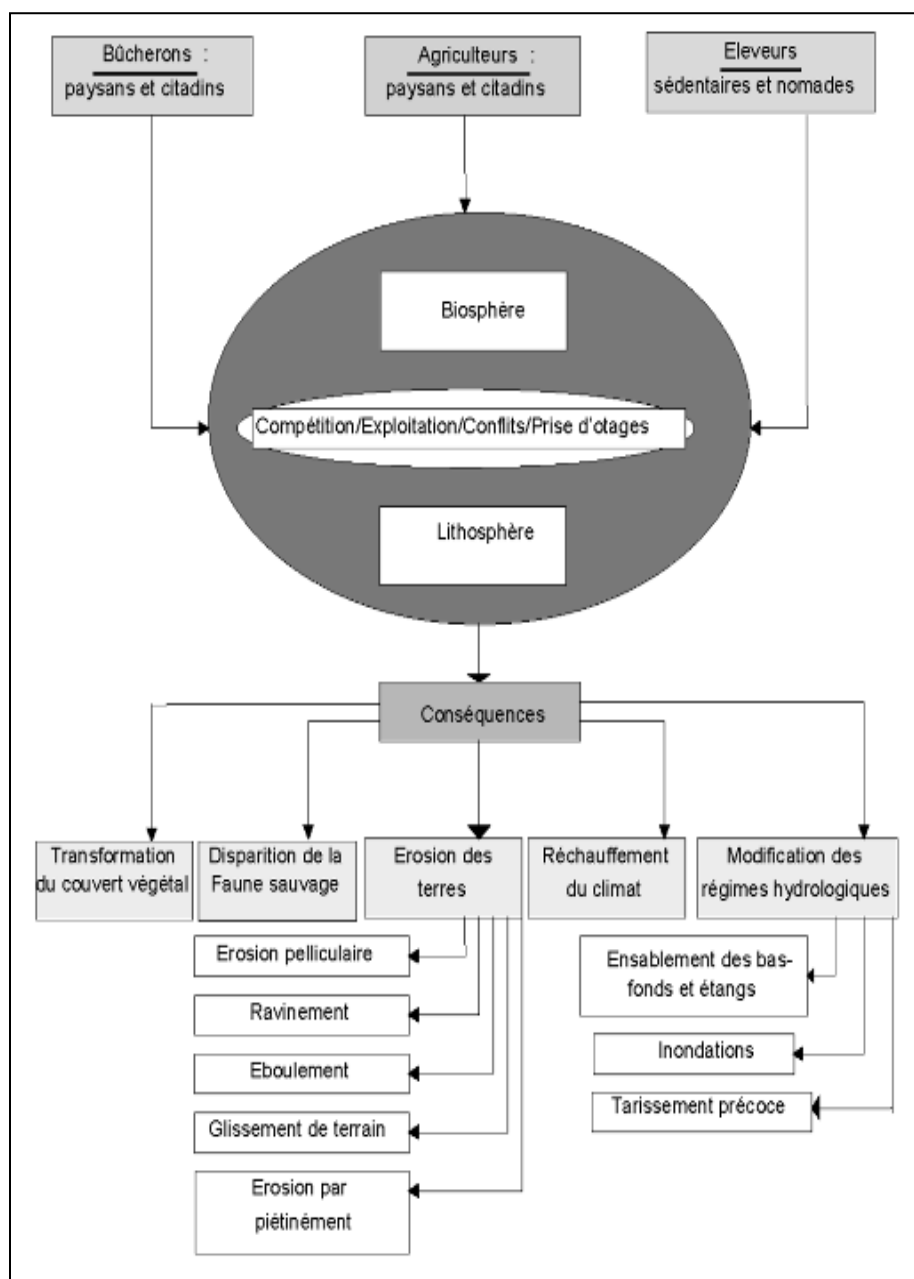 Bûcherons :
paysans et citadins
Agriculteurs :
paysans et citadins
Eleveurs
sédentaires et nomades
Biosphère
Compétition/Exploitation/Conflits/Prise d'otages
Lithosphère
Conséquences
Transformation
du couvert végétal
Disparition de la
Faune sauvage
Erosion des
terres
Réchauffement
du climat
Modification des
régimes hydrologiques
Erosion pelliculaire
Ravinement
Eboulement
Glissement de terrain
Erosion par
piétinément
Ensablement des bas-
fonds et étangs
Inondations
Tarissement précoce